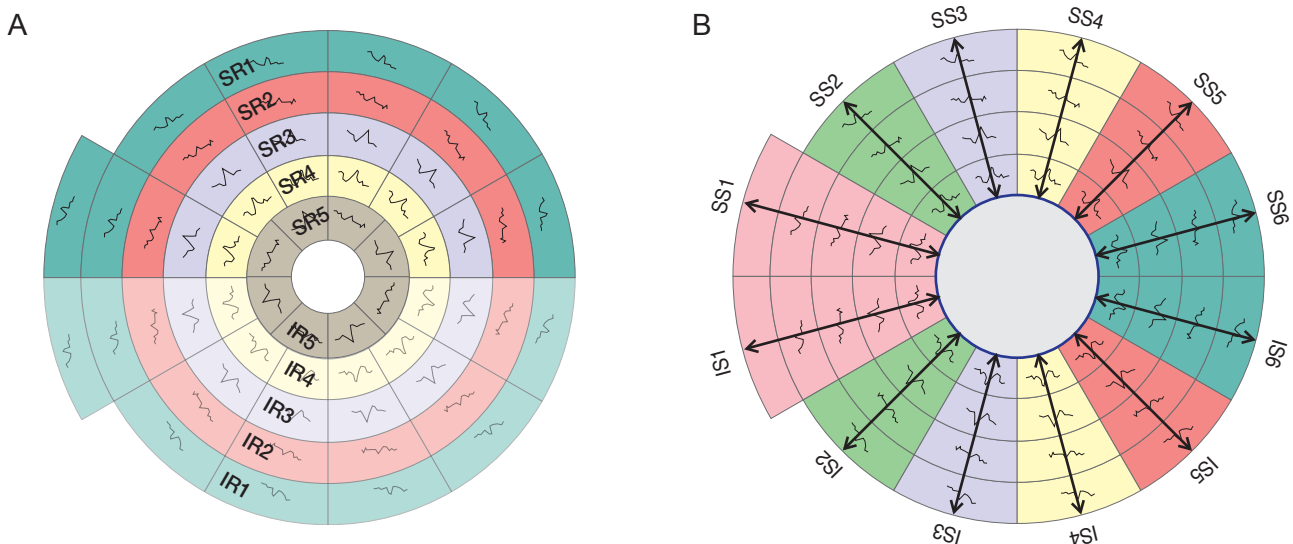 A
SR1
SR2
SR3
SR4
SR5
IR5
IR4
IR3
IR2
IR1
B
SS1
SS2
SS3
SS4
SS5
SS6
IS1
IS2
IS3
IS4
IS5
IS6